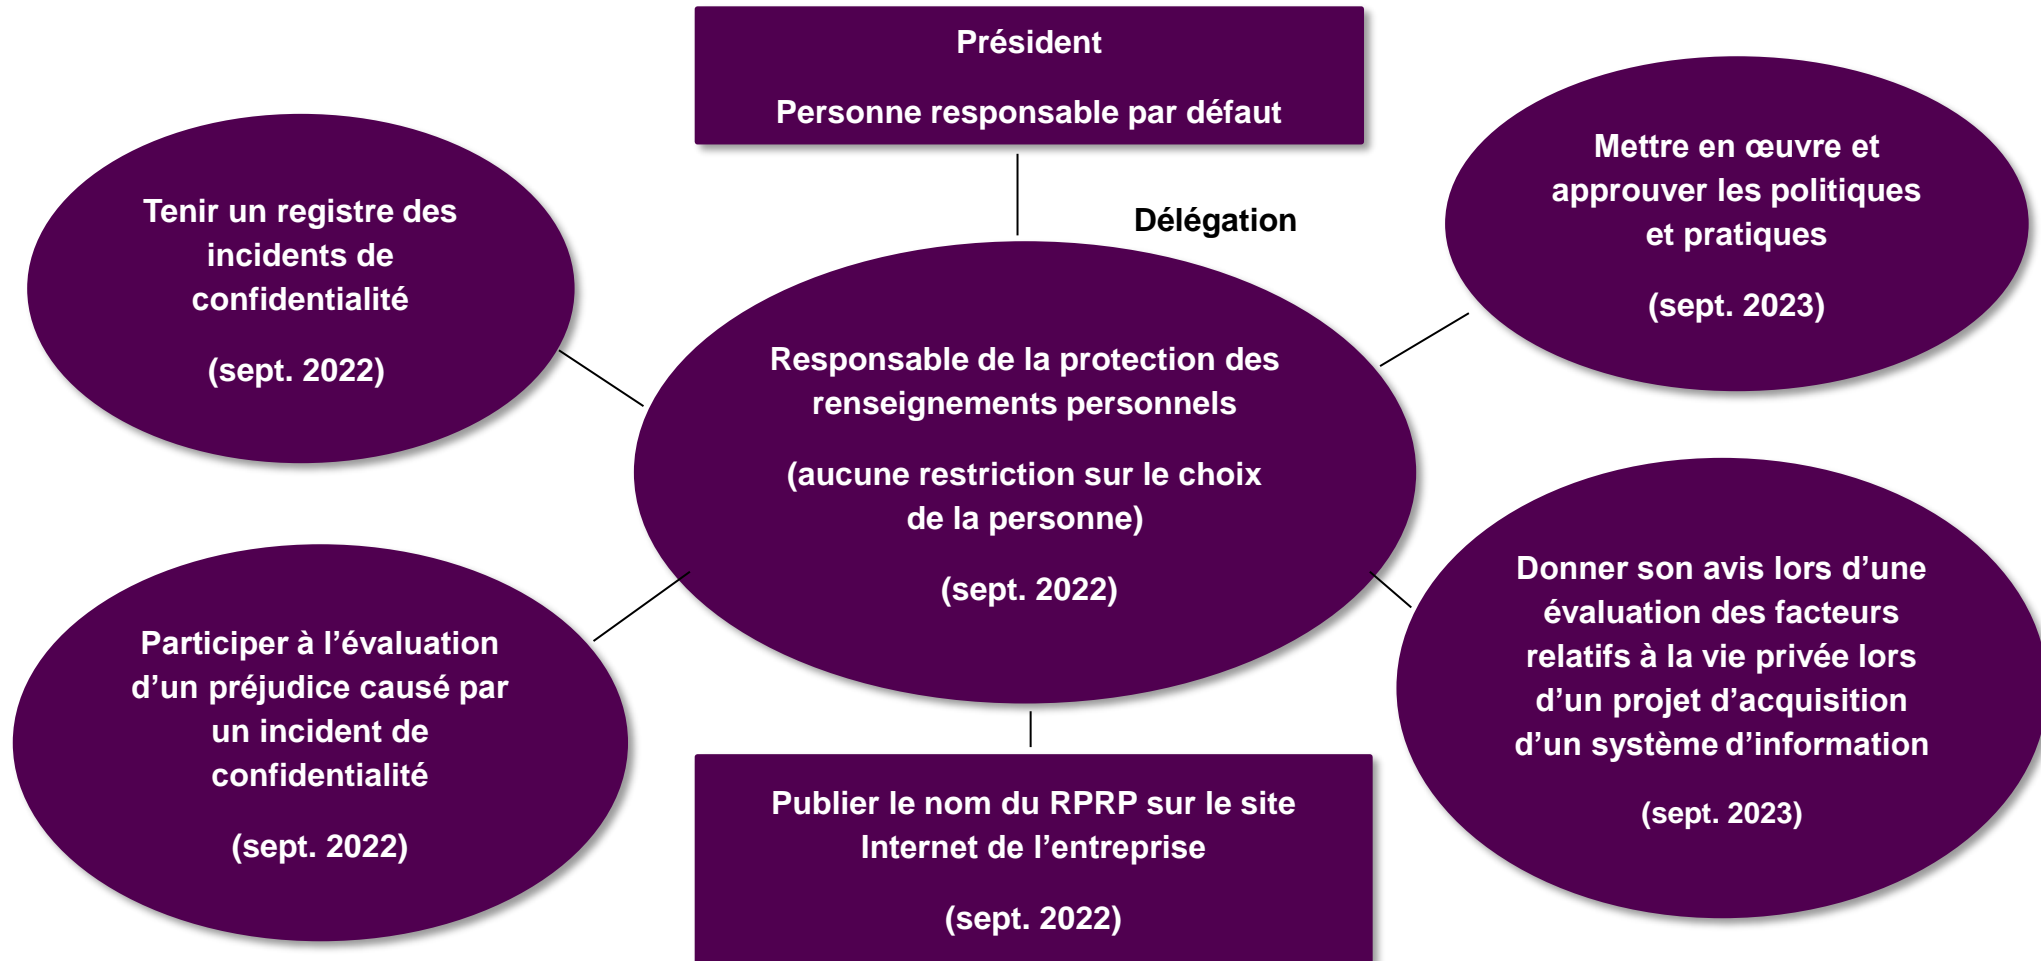 Président
Personne responsable par défaut
Délégation
Tenir un registre des
incidents de
confidentialité
(sept. 2022)
Mettre en œuvre et
approuver les politiques
et pratiques
(sept. 2023)
Responsable de la protection des
renseignements personnels
(aucune restriction sur le choix
de la personne)
(sept. 2022)
Participer à l’évaluation
d’un préjudice causé par
un incident de
confidentialité
(sept. 2022)
Donner son avis lors d’une
évaluation des facteurs
relatifs à la vie privée lors
d’un projet d’acquisition
d’un système d’information
(sept. 2023)
Publier le nom du RPRP sur le site
Internet de l’entreprise
(sept. 2022)